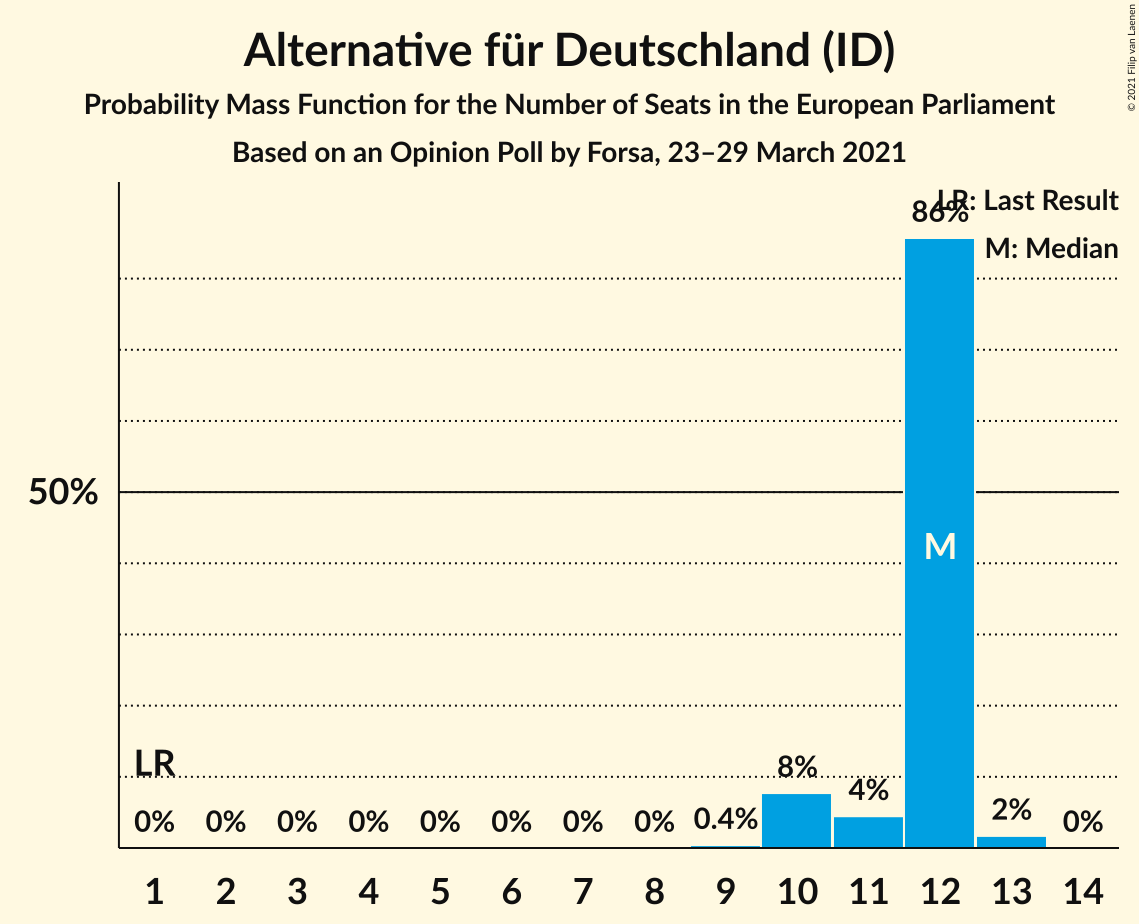 Alternative für Deutschland (ID)
Probability Mass Function for the Number of Seats in the European Parliament
Based on an Opinion Poll by Forsa, 23–29 March 2021
© 2021 Filip van Laenen
LR: Last Result
M: Median
86%
50%
M
LR
0% 0% 0% 0% 0% 0% 0% 0% 0.4% 8% 4% 2% 0%
1 2 3 4 5 6 7 8 9 10 11 12 13 14